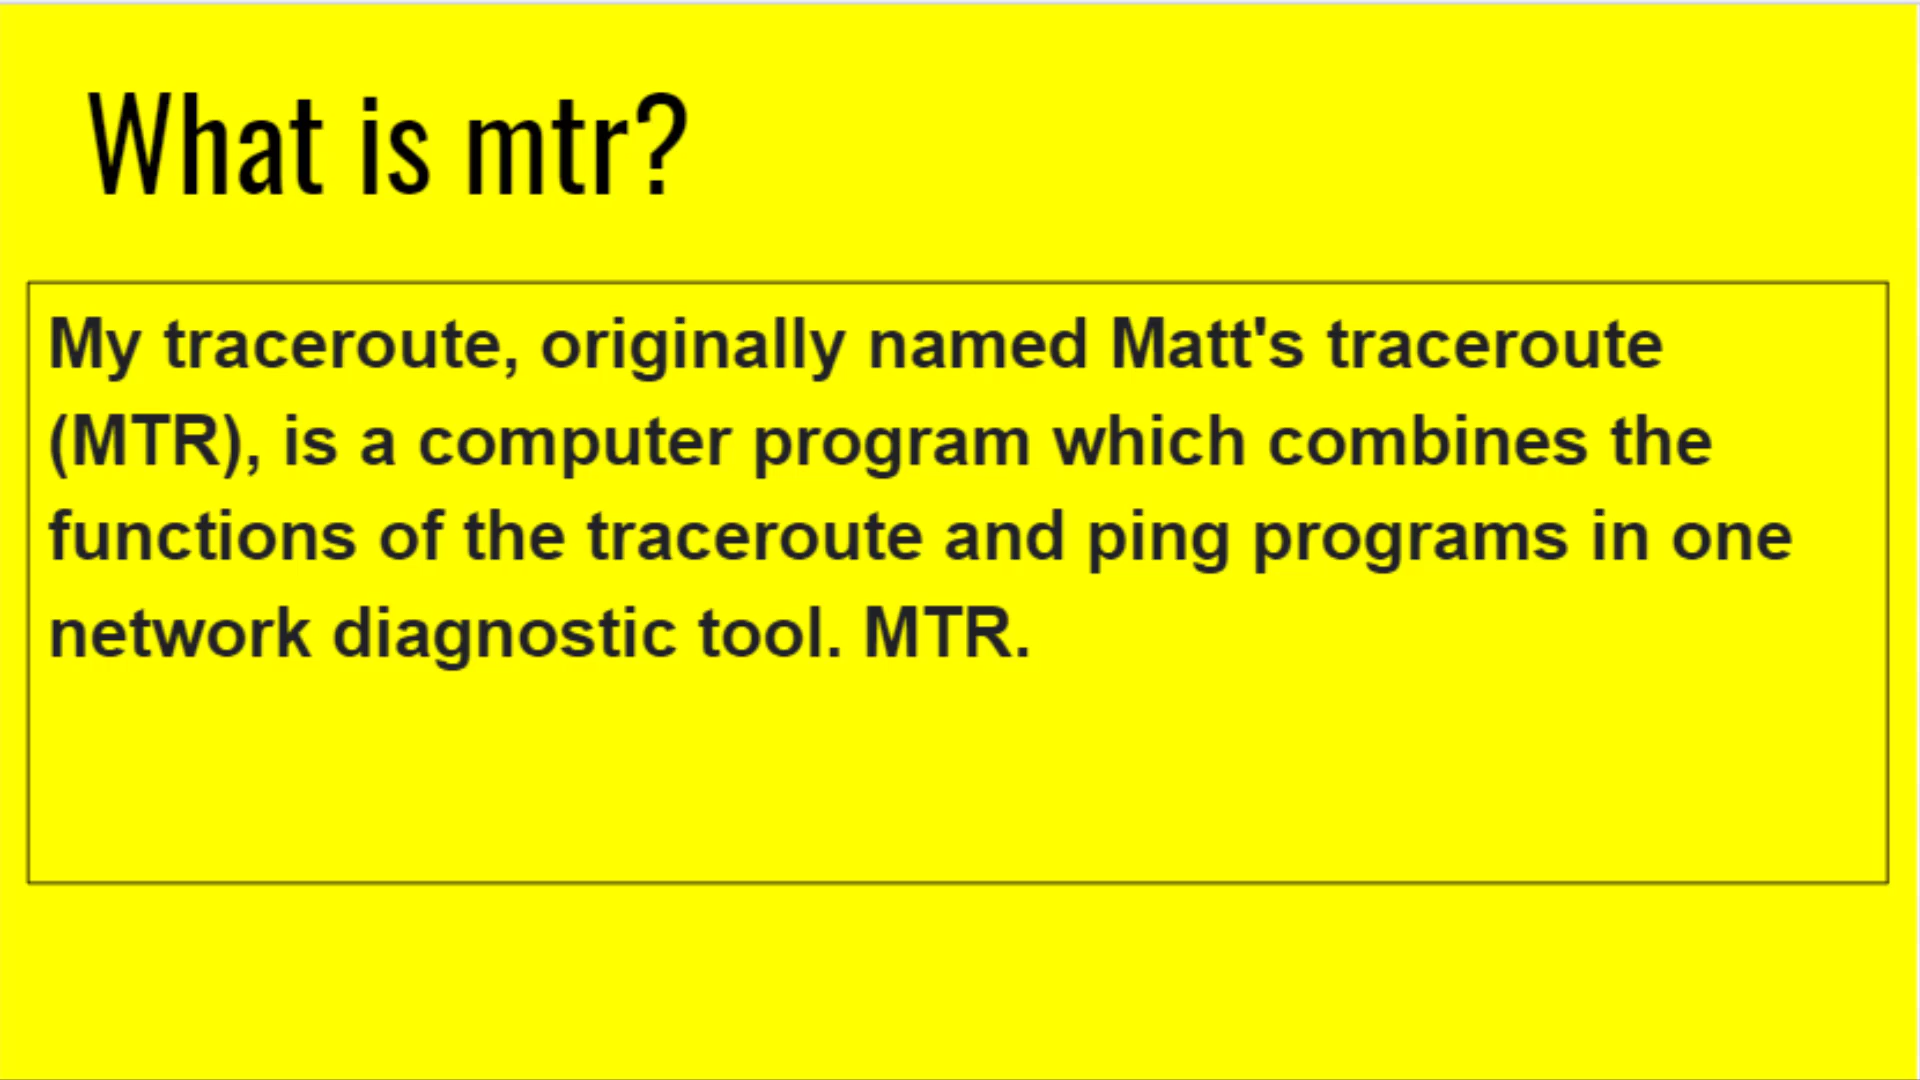 What is mtr?
My traceroute, originally named Matt's traceroute
(MTR), is a computer program which combines the
functions of the traceroute and ping programs in one
network diagnostic tool. MTR.